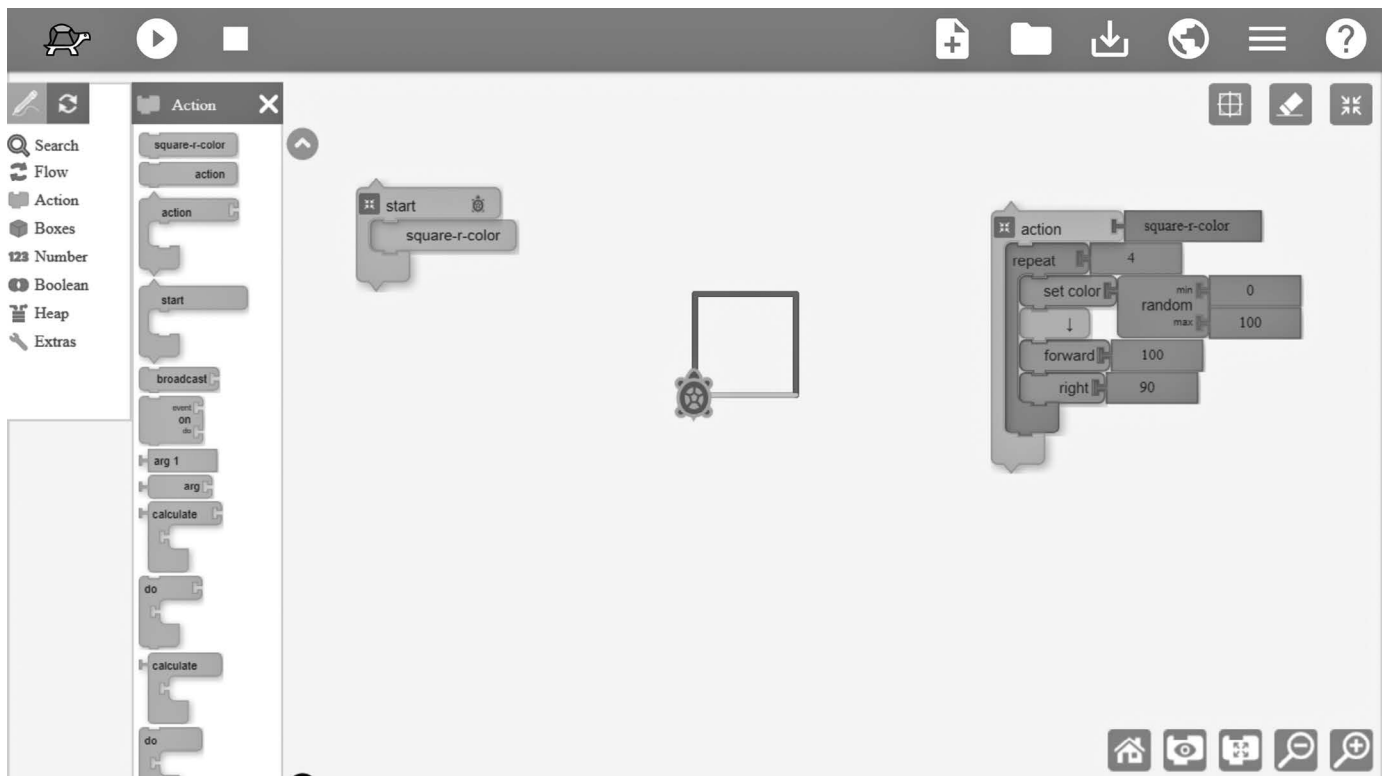 Search
Flow
Action
Boxes
123 Number
Boolean
Heap
Extras
Action
square-r-color
action
action
start
broadcast
event
on
do
arg 1
arg
calculate
do
calculate
do
start
square-r-color
action square-r-color
repeat 4
set color random min 0
max 100
↓
forward 100
right 90